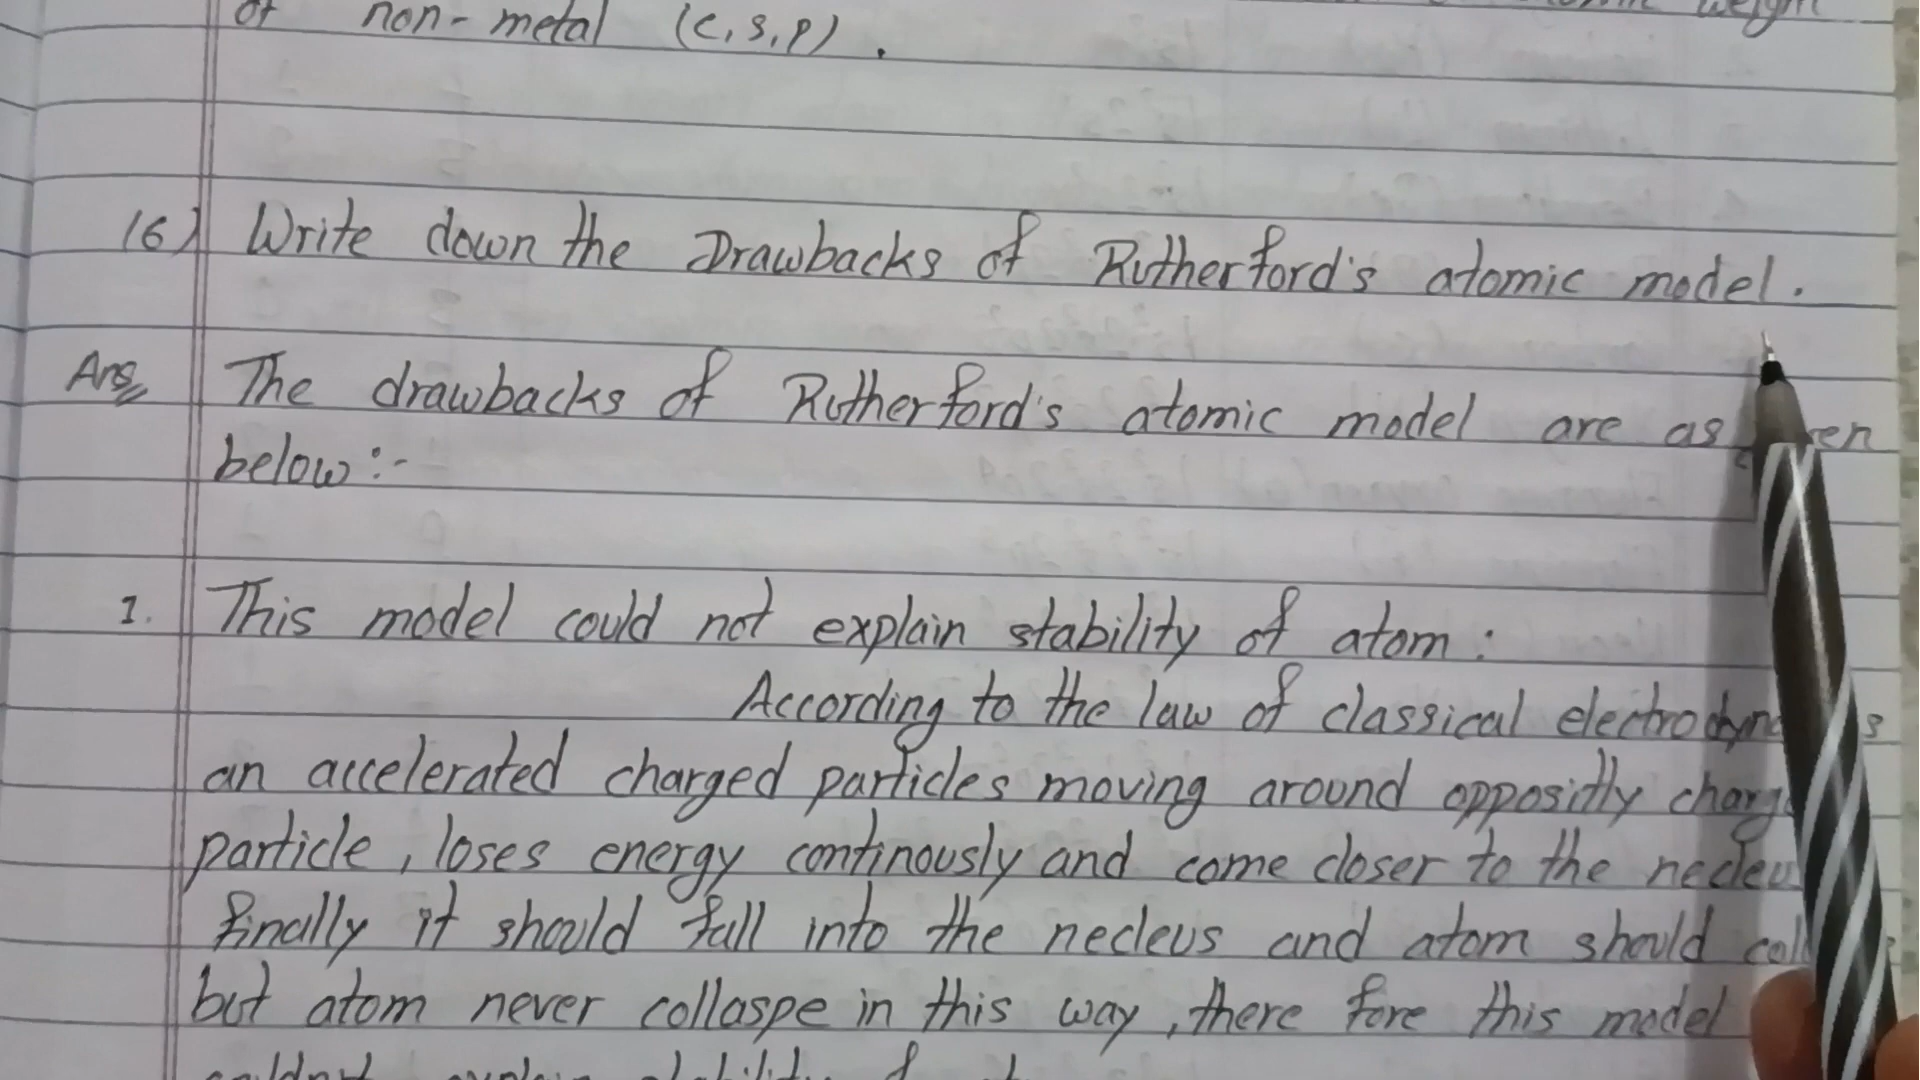 of non-metal (C, S, P).
weight
16) Write down the Drawbacks of Rutherford's atomic model.
Ans The drawbacks of Rutherford's atomic model are as
below:-
1. This model could not explain stability of atom:
According to the law of classical
an accelerated charged particles moving around oppositly
particle, loses energy continously and come closer to the
finally it should fall into the necleus and atom should
but atom never collaspe in this way, there fore this model
explain